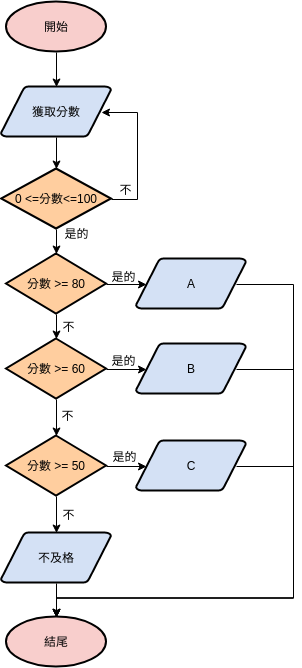 開始
獲取分數
0 <=分數<=100
不
是的
分數 >= 80
是的
A
不
分數 >= 60
是的
B
不
分數 >= 50
是的
C
不
不及格
結尾